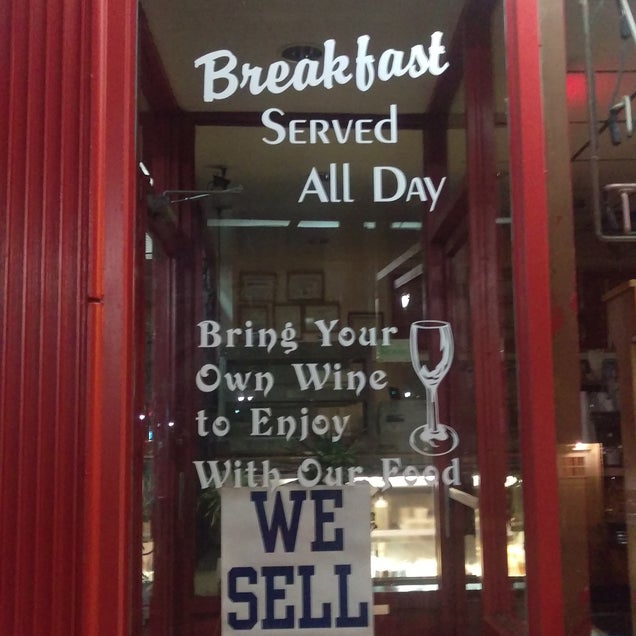 Breakfast
Served
All Day
Bring Your
Own Wine
to Enjoy
With Our Food
WE
SELL